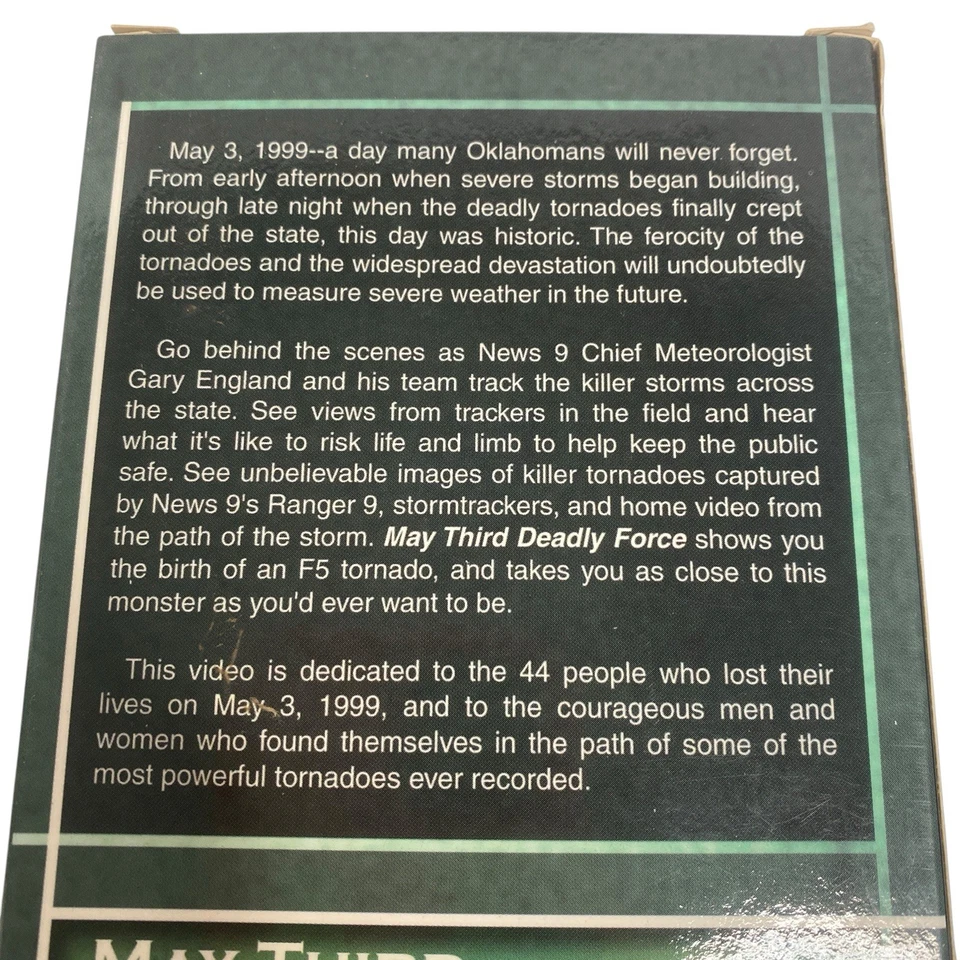 May 3, 1999--a day many Oklahomans will never forget.
From early afternoon when severe storms began building,
through late night when the deadly tornadoes finally crept
out of the state, this day was historic. The ferocity of the
tornadoes and the widespread devastation will undoubtedly
be used to measure severe weather in the future.
Go behind the scenes as News 9 Chief Meteorologist
Gary England and his team track the killer storms across
the state. See views from trackers in the field and hear
what it's like to risk life and limb to help keep the public
safe. See unbelievable images of killer tornadoes captured
by News 9's Ranger 9, stormtrackers, and home video from
the path of the storm. May Third Deadly Force shows you
the birth of an F5 tornado, and takes you as close to this
monster as you'd ever want to be.
This video is dedicated to the 44 people who lost their
lives on May 3, 1999, and to the courageous men and
women who found themselves in the path of some of the
most powerful tornadoes ever recorded.
MAY THIRD